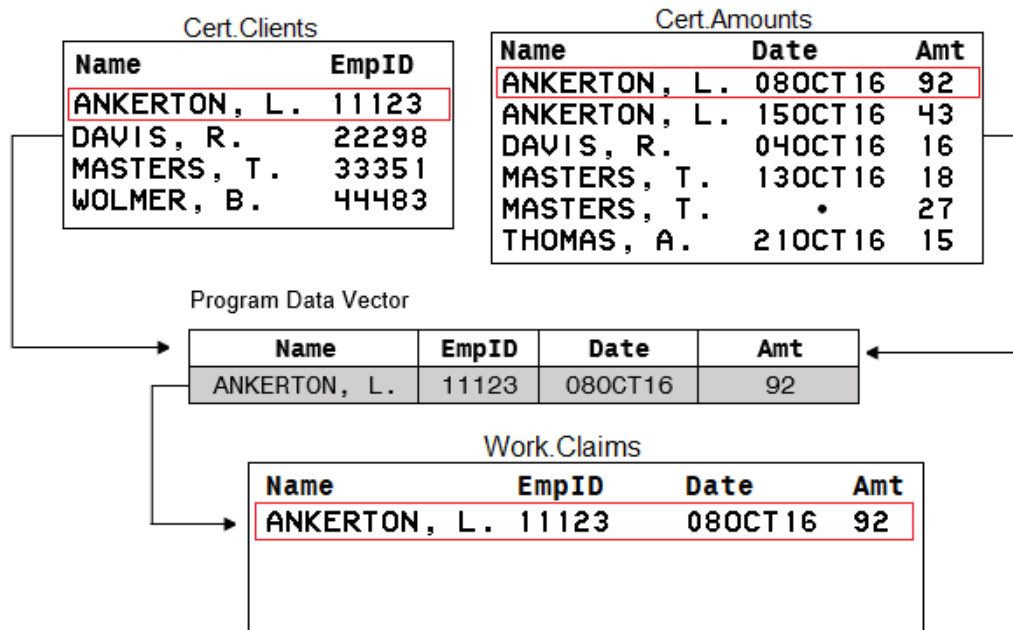 Cert.Clients
Name EmpID
ANKERTON, L. 11123
DAVIS, R. 22298
MASTERS, T. 33351
WOLMER, B. 44483
Cert.Amounts
Name Date Amt
ANKERTON, L. 08OCT16 92
ANKERTON, L. 15OCT16 43
DAVIS, R. 04OCT16 16
MASTERS, T. 13OCT16 18
MASTERS, T. • 27
THOMAS, A. 21OCT16 15
Program Data Vector
Name EmpID Date Amt
ANKERTON, L. 11123 08OCT16 92
Work.Claims
Name EmpID Date Amt
ANKERTON, L. 11123 08OCT16 92